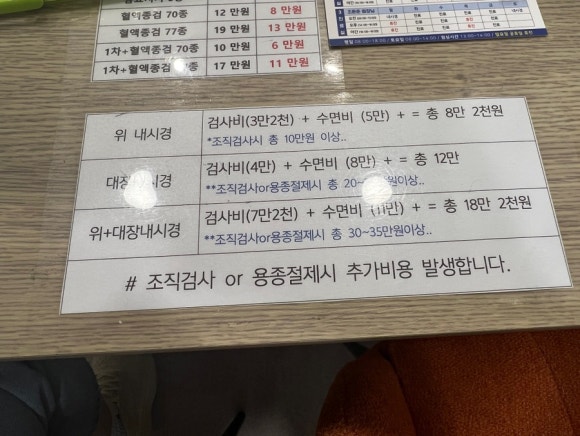 혈액종검 70종 12 만원 8 만원
혈액종검 77종 19 만원 13 만원
1차+혈액종검 70종 10 만원 6 만원
1차+혈액종검 17 만원 11 만원
위 내시경 검사비(3만2천) + 수면비 (5만) + = 총 8만 2천원
*조직검사시 총 10만원 이상..
검사비(4만) + 수면비 (8만) + = 총 12만
**조직검사or용종절제시 총 20~ 이상..
위+대장내시경 검사비(7만2천) + 수면비 (11만) + = 총 18만 2천원
**조직검사or용종절제시 총 30~35만원이상..
# 조직검사 or 용종절제시 추가비용 발생합니다.